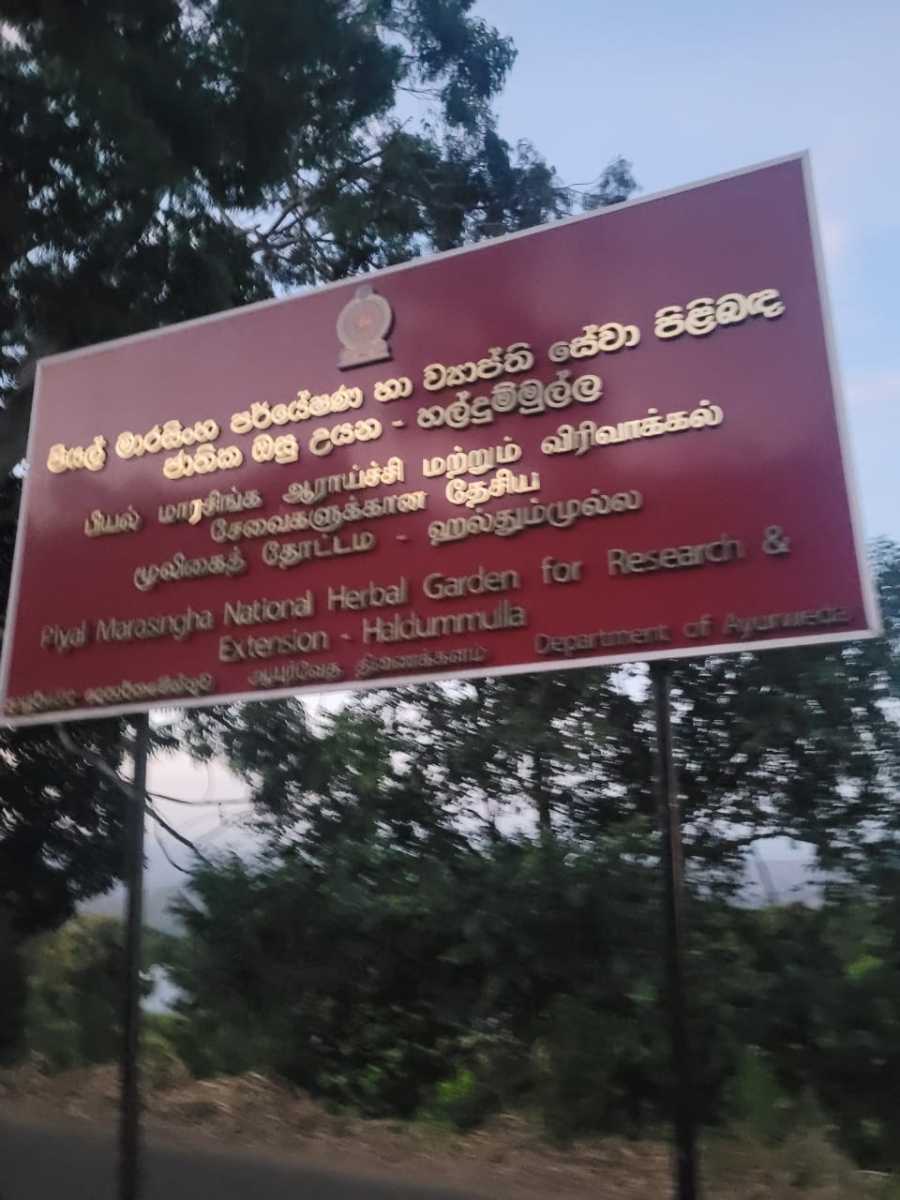 පියල් මාරසිංහ පර්යේෂණ හා ව්‍යාප්ති සේවා පිළිබඳ
ජාතික ඔසු උයන - හල්දුම්මුල්ල
பியல் மாரசிங்க ஆராய்ச்சி மற்றும் விரிவாக்கல்
சேவைகளுக்கான தேசிய
மூலிகைத் தோட்டம் - ஹல்தும்முல்ல
Piyal Marasingha National Herbal Garden for Research &
Extension - Haldummulla
ஆயுர்வேத திணைக்களம் Department of Ayurweda